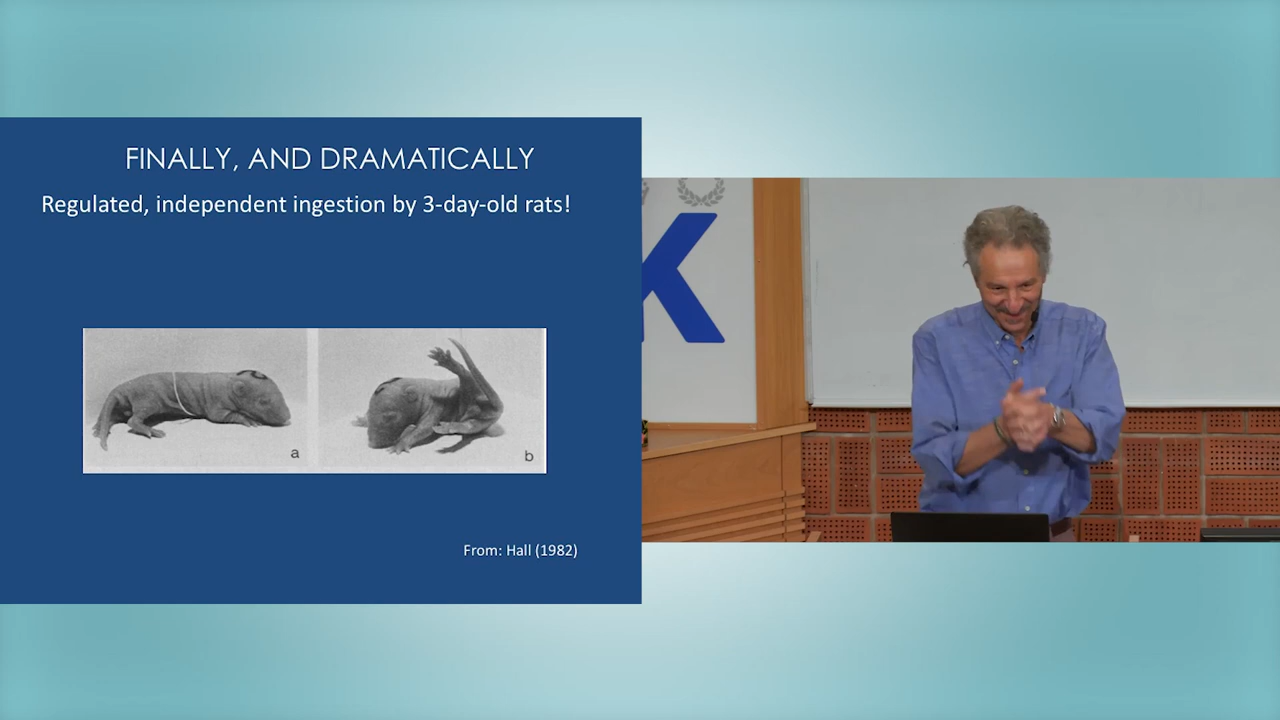 FINALLY, AND DRAMATICALLY
Regulated, independent ingestion by 3-day-old rats!
a
b
From: Hall (1982)
K